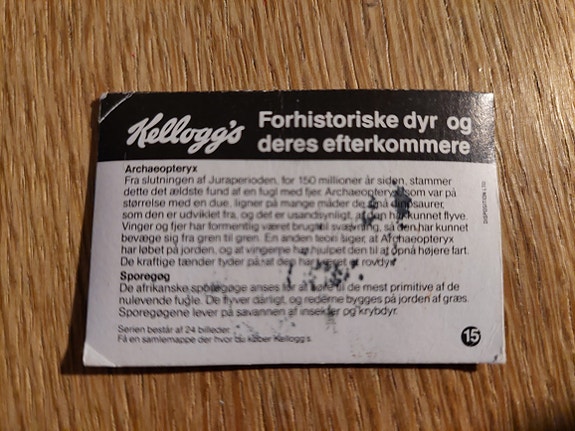 Kellogg's
Forhistoriske dyr og
deres efterkommere
Archaeopteryx
Fra slutningen af Juraperioden, for 150 millioner år siden, stammer
dette det ældste fund af en fugl med fjer. Archaeopteryx som var på
størrelse med en due, ligner på mange måder de små dinosaurer,
som den er udviklet fra, og det er usandsynligt, at den har kunnet flyve.
Vinger og fjer har formentlig været brugt til svævning, så den har kunnet
bevæge sig fra gren til gren. En anden teori siger, at Archaeopteryx
har løbet på jorden, og at vingerne har hjulpet den til at opnå højere fart.
De kraftige tænder tyder på at den har været et rovdyr.
Sporegøg
De afrikanske sporegøge anses for at høre til de mest primitive af de
nulevende fugle. De flyver dårligt, og rederne bygges på jorden af græs.
Sporegøgene lever på savannen af insekter og krybdyr.
Serien består af 24 billeder.
Få en samlemappe der hvor du køber Kellogg's
15
DISPOSITION LTD